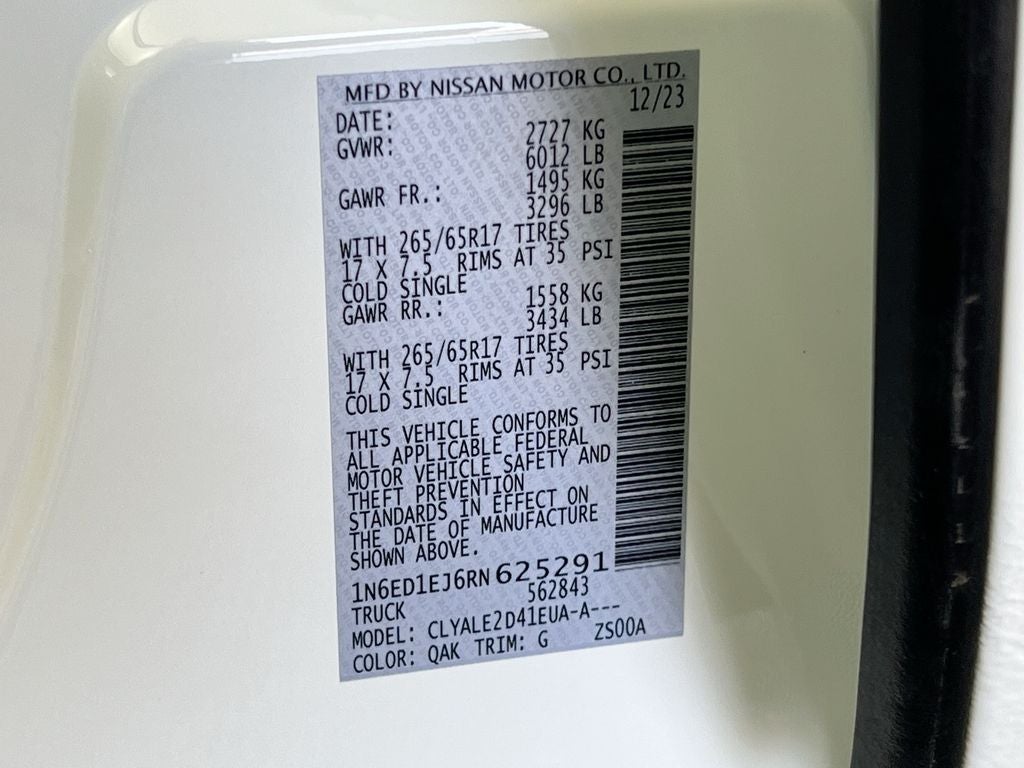 MFD BY NISSAN MOTOR CO., LTD.
DATE: 12/23
GVWR: 2727 KG
6012 LB
GAWR FR.: 1495 KG
3296 LB
WITH 265/65R17 TIRES
17 X 7.5 RIMS AT 35 PSI
COLD SINGLE
GAWR RR.: 1558 KG
3434 LB
WITH 265/65R17 TIRES
17 X 7.5 RIMS AT 35 PSI
COLD SINGLE
THIS VEHICLE CONFORMS TO
ALL APPLICABLE FEDERAL
MOTOR VEHICLE SAFETY AND
THEFT PREVENTION
STANDARDS IN EFFECT ON
THE DATE OF MANUFACTURE
SHOWN ABOVE.
1N6ED1EJ6RN625291
TRUCK 562843
MODEL: CLYALE2D41EUA-A---
COLOR: QAK TRIM: G ZS00A